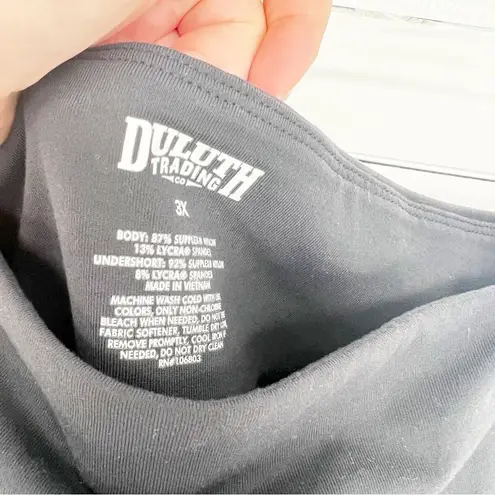 DULUTH
TRADING
CO
3X
BODY: 87% SUPPLEX® NYLON
13% LYCRA® SPANDEX
UNDERSHORT: 92% SUPPLEX NYLON
8% LYCRA® SPANDEX
MADE IN VIETNAM
MACHINE WASH COLD WITH LIKE
COLORS, ONLY NON-CHLORINE
BLEACH WHEN NEEDED, DO NOT USE
FABRIC SOFTENER, TUMBLE DRY LOW,
REMOVE PROMPTLY, COOL IRON IF
NEEDED, DO NOT DRY CLEAN
RN#106803